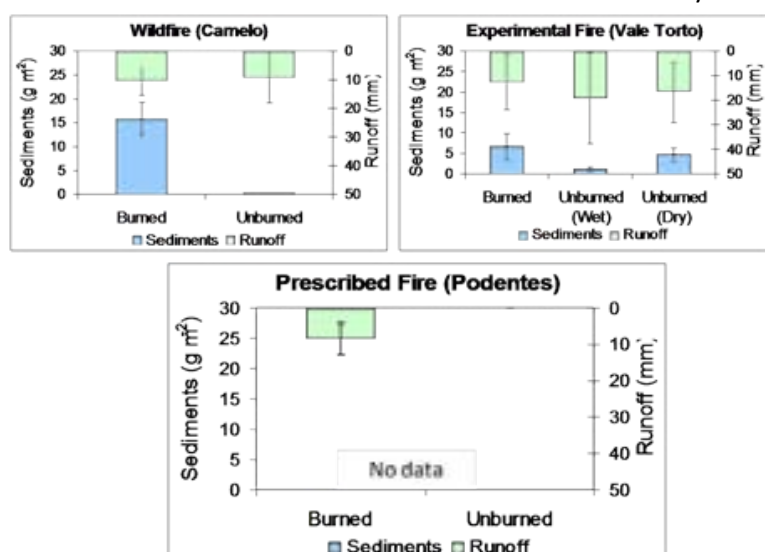 Wildfire (Camelo)
30
25
20
15
10
5
0
Sediments (g m²)
0
10
20
30
40
50
Runoff (mm)
Burned Unburned
Sediments Runoff
Experimental Fire (Vale Torto)
30
25
20
15
10
5
0
Sediments (g m²)
0
10
20
30
40
50
Runoff (mm)
Burned Unburned Unburned
(Wet) (Dry)
Sediments Runoff
Prescribed Fire (Podentes)
30
25
20
15
10
5
0
Sediments (g m²)
0
10
20
30
40
50
Runoff (mm)
No data
Burned Unburned
Sediments Runoff